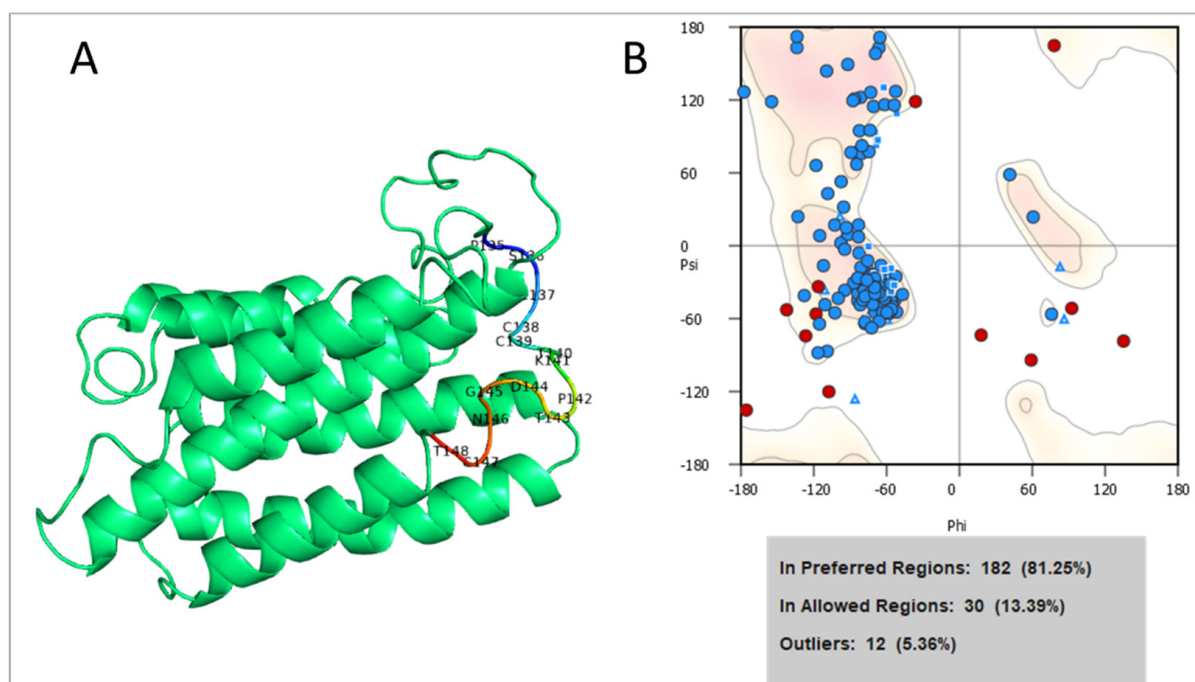 A
P135
S136
137
C138
C139
T140
K141
G145
D144
P142
N146
T143
T148
C147
B
180
120
60
0
Psi
-60
-120
-180
-180
-120
-60
0
60
120
180
Phi
In Preferred Regions: 182 (81.25%)
In Allowed Regions: 30 (13.39%)
Outliers: 12 (5.36%)